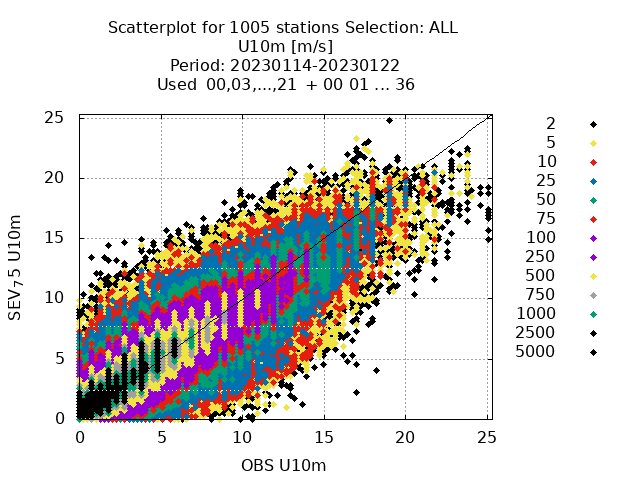 Scatterplot for 1005 stations Selection: ALL
U10m [m/s]
Period: 20230114-20230122
Used 00,03,...,21 + 00 01 ... 36
SEV75 U10m
25
20
15
10
5
0
0 5 10 15 20 25
OBS U10m
2
5
10
25
50
75
100
250
500
750
1000
2500
5000